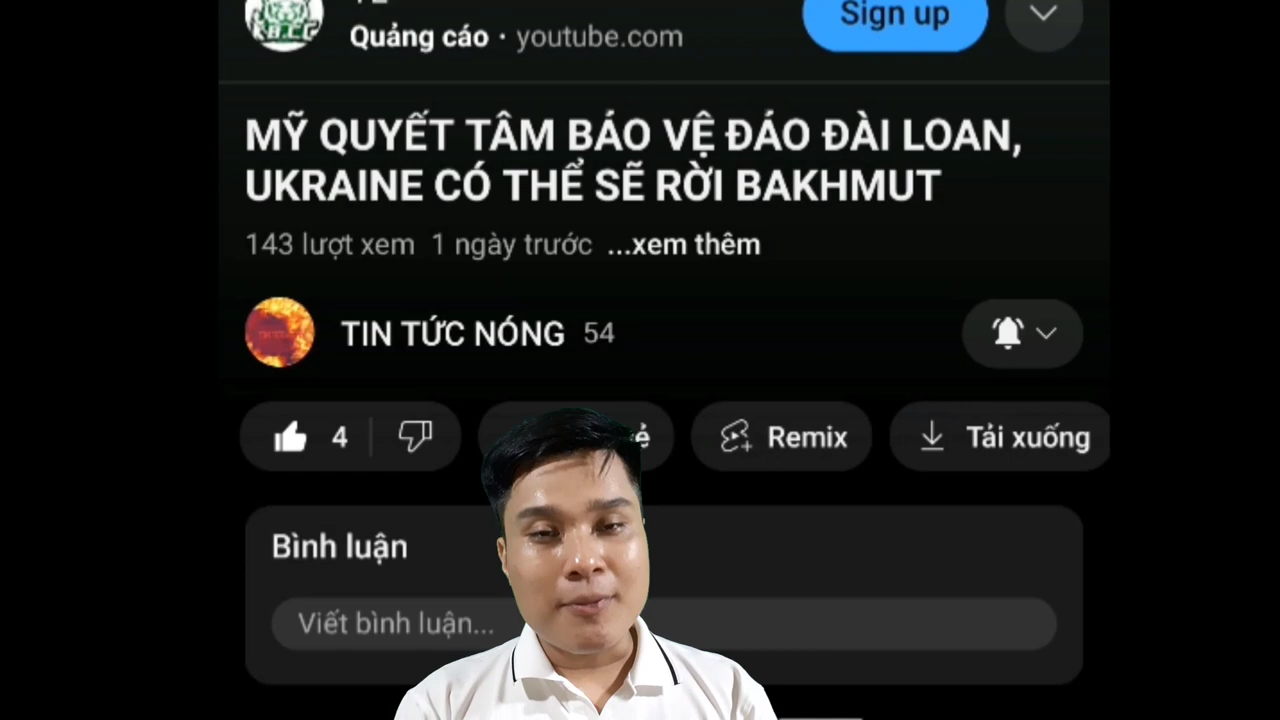 Sign up
Quảng cáo · youtube.com
MỸ QUYẾT TÂM BẢO VỆ ĐẢO ĐÀI LOAN,
UKRAINE CÓ THỂ SẼ RỜI BAKHMUT
143 lượt xem 1 ngày trước ...xem thêm
TIN TỨC NÓNG 54
4 Remix Tải xuống
Bình luận
Viết bình luận...